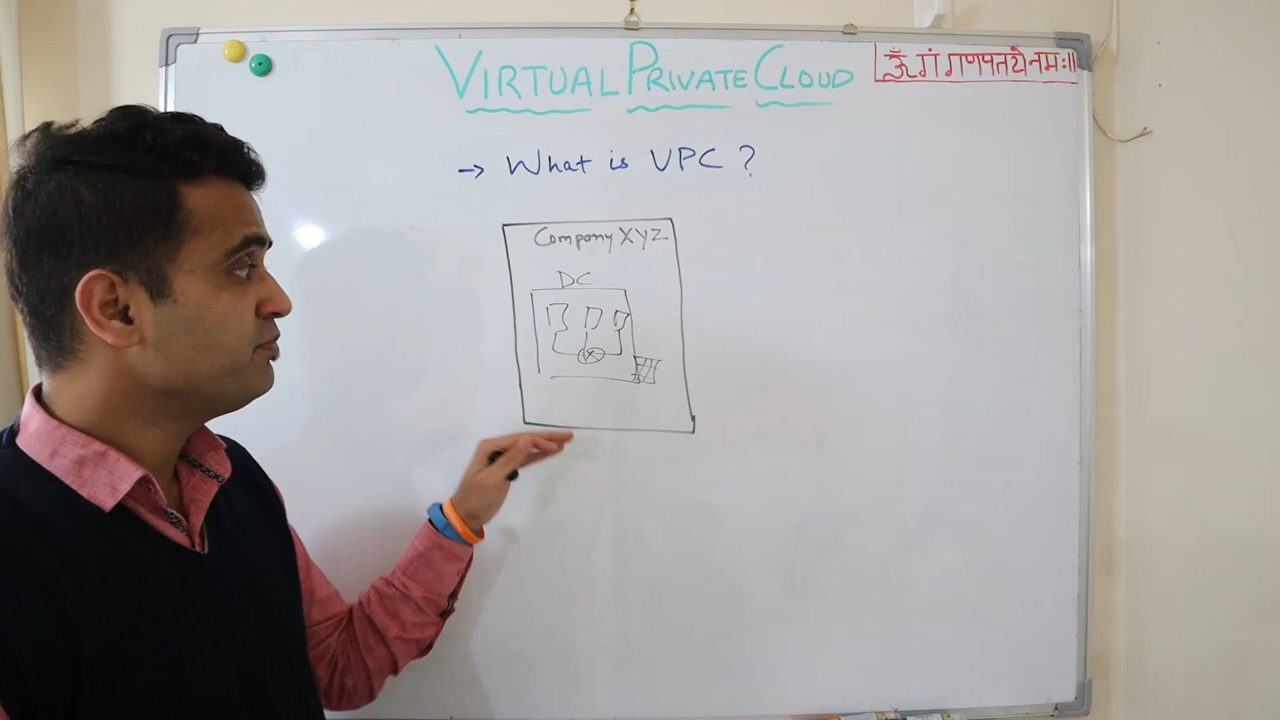 VIRTUAL PRIVATE CLOUD
ॐ गं गणपतये नमः॥
→ What is VPC ?
Company XYZ
DC